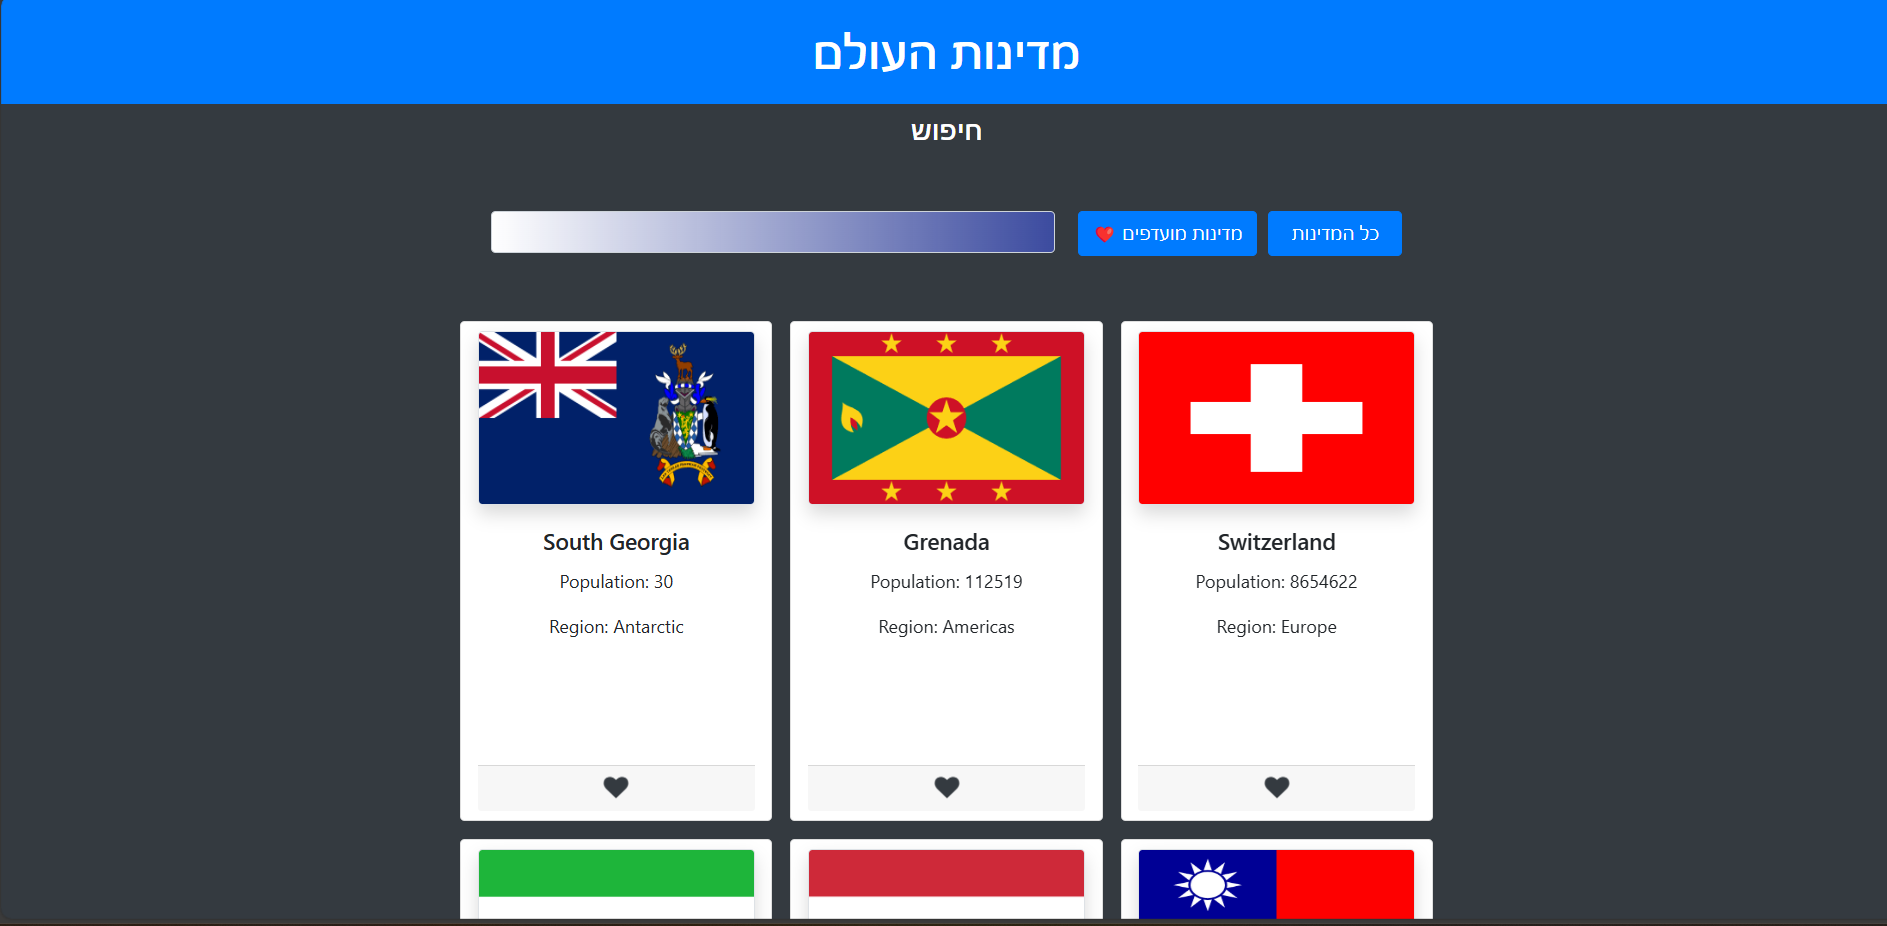 מדינות העולם
חיפוש
כל המדינות
מדינות מועדפים ❤️
South Georgia
Population: 30
Region: Antarctic
Grenada
Population: 112519
Region: Americas
Switzerland
Population: 8654622
Region: Europe